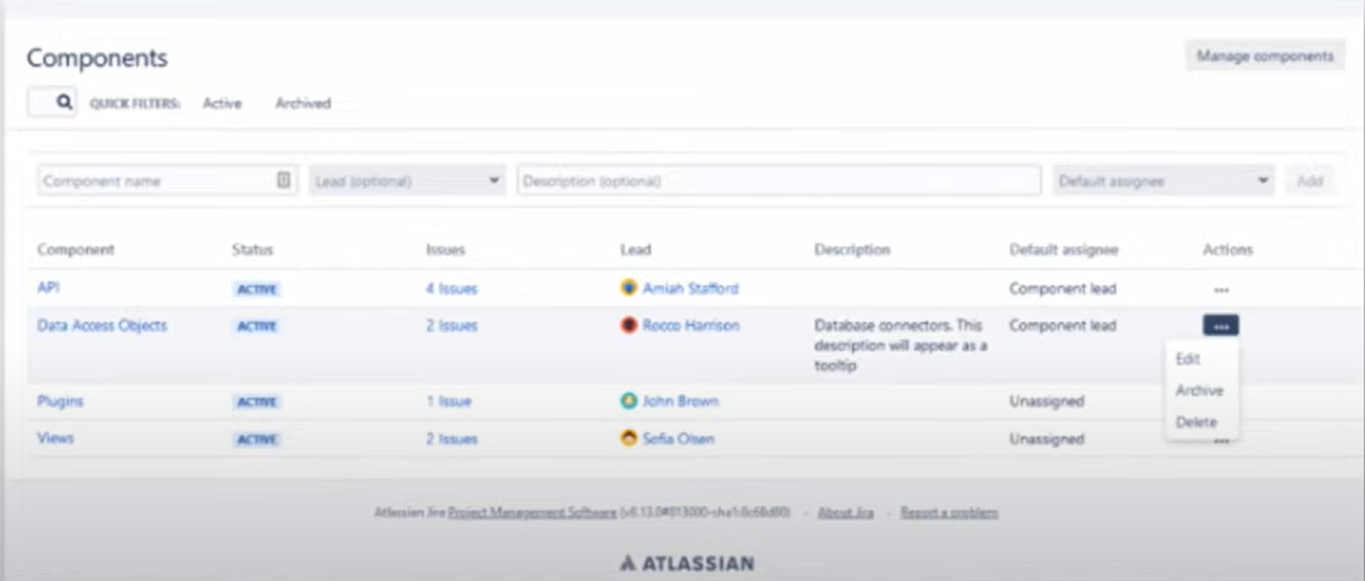 Components
Manage components
QUICK FILTERS: Active Archived
Component name Lead (optional) Description (optional) Default assignee Add
Component Status Issues Lead Description Default assignee Actions
API ACTIVE 4 Issues Amiah Stafford Component lead ...
Data Access Objects ACTIVE 2 Issues Rocco Harrison Database connectors. This Component lead ...
description will appear as a
tooltip
Edit
Archive
Delete
Plugins ACTIVE 1 Issue John Brown Unassigned
Views ACTIVE 2 Issues Sofia Olsen Unassigned ...
Atlassian Jira Project Management Software · About Jira · Report a problem
ATLASSIAN